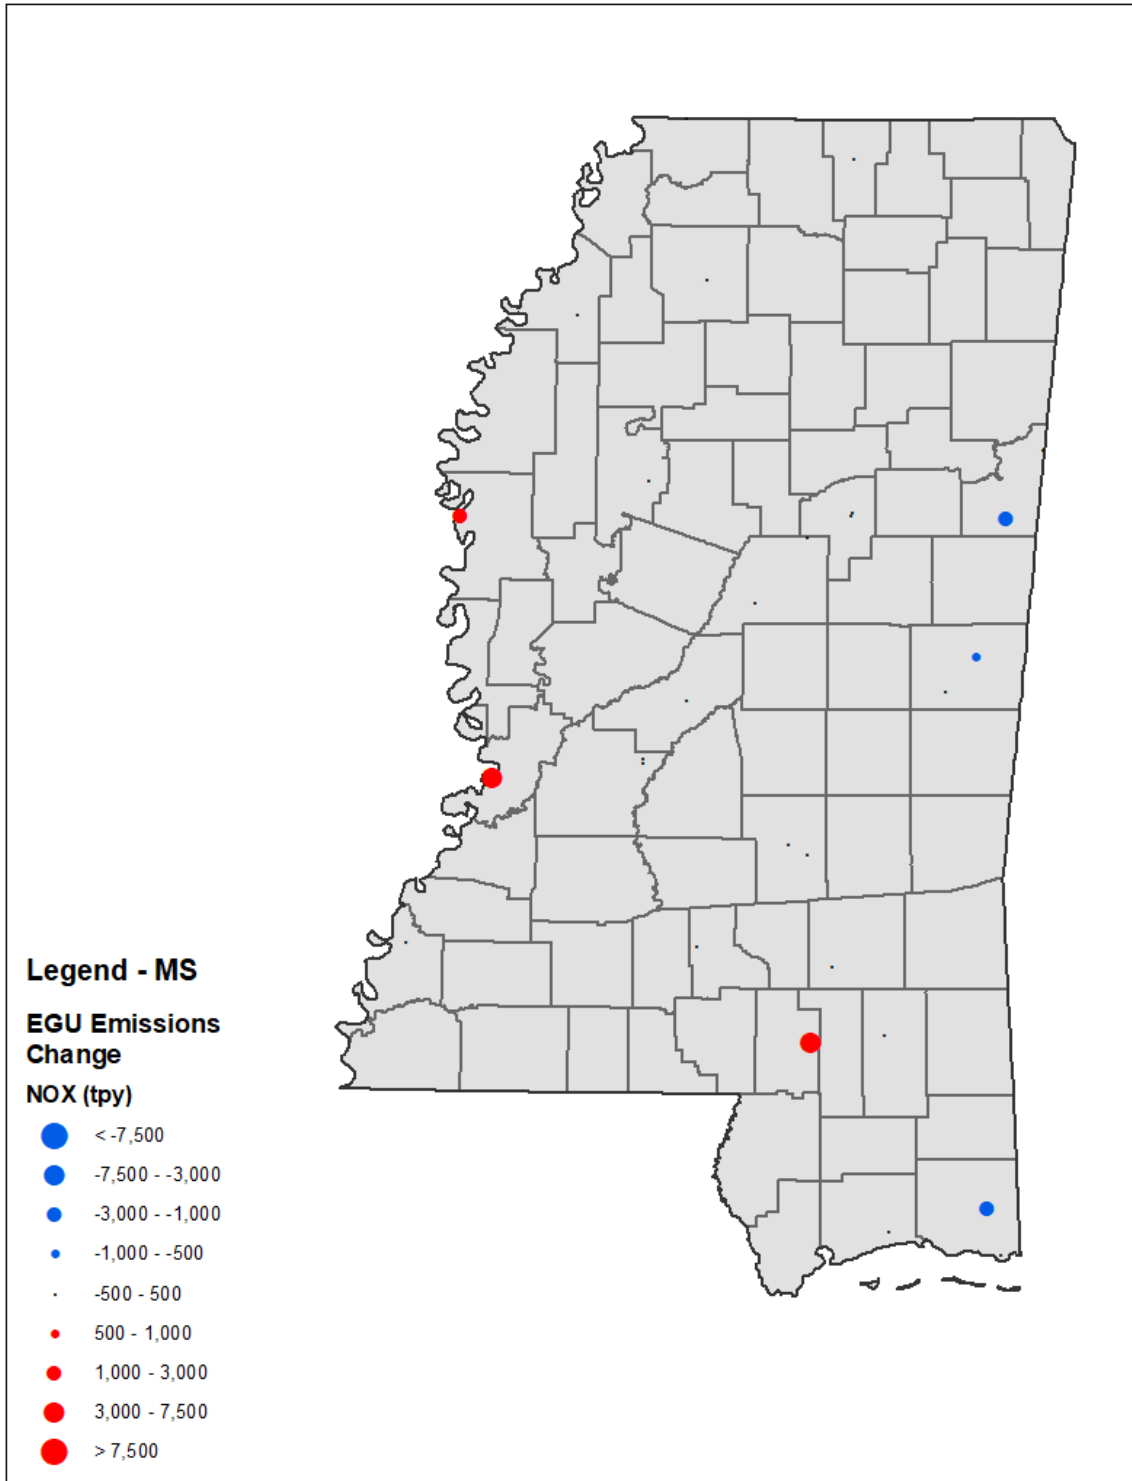 Legend - MS
EGU Emissions
Change
NOX (tpy)
< -7,500
-7,500 - -3,000
-3,000 - -1,000
-1,000 - -500
-500 - 500
500 - 1,000
1,000 - 3,000
3,000 - 7,500
> 7,500